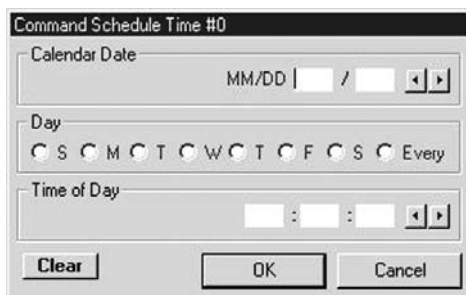 Command Schedule Time #0
Calendar Date
MM/DD /
Day
S M T W T F S Every
Time of Day
: :
Clear OK Cancel